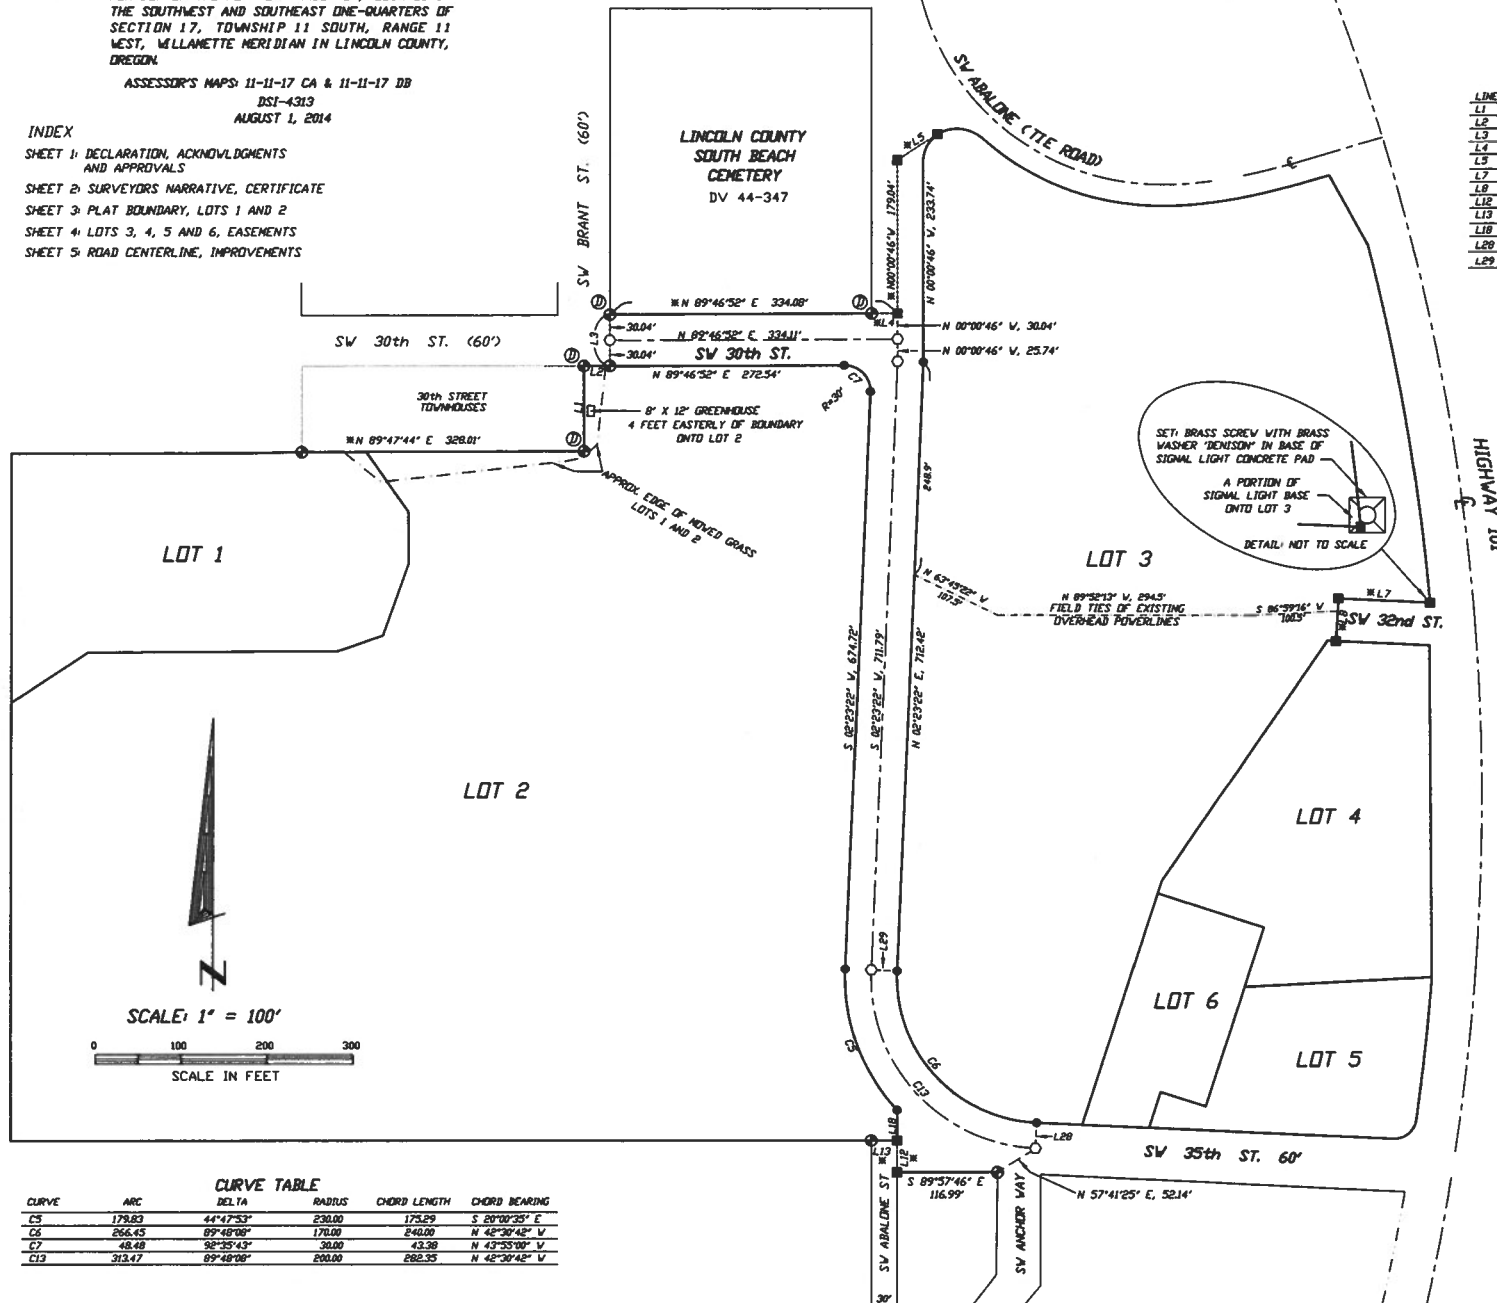 THE SOUTHWEST AND SOUTHEAST ONE-QUARTERS OF
SECTION 17, TOWNSHIP 11 SOUTH, RANGE 11
WEST, WILLAMETTE MERIDIAN IN LINCOLN COUNTY,
OREGON.
ASSESSOR'S MAPS: 11-11-17 CA & 11-11-17 DB
DSI-4313
AUGUST 1, 2014
INDEX
SHEET 1: DECLARATION, ACKNOWLDGMENTS
AND APPROVALS
SHEET 2: SURVEYORS NARRATIVE, CERTIFICATE
SHEET 3: PLAT BOUNDARY, LOTS 1 AND 2
SHEET 4: LOTS 3, 4, 5 AND 6, EASEMENTS
SHEET 5: ROAD CENTERLINE, IMPROVEMENTS
SW BRANT ST. (60')
LINCOLN COUNTY
SOUTH BEACH
CEMETERY
DV 44-347
SW ABALONE (TIE ROAD)
LINE
L1
L2
L3
L4
L5
L7
L8
L12
L13
L18
L28
L29
※L5
※N00°00'46"W 179.04'
N 00°00'46" W, 233.74'
D
※N 89°46'52" E 334.08'
D
※L4
N 00°00'46" W, 30.04'
SW 30th ST. (60')
L3
30.04'
N 89°46'52" E 334.11'
30.04'
SW 30th ST.
N 00°00'46" W, 25.74'
D
L2
N 89°46'52" E 272.54'
C7
R=30'
30th STREET
TOWNHOUSES
L1
8' X 12' GREENHOUSE
4 FEET EASTERLY OF BOUNDARY
ONTO LOT 2
※N 89°47'44" E 328.01'
D
APPROX. EDGE OF MOWED GRASS
LOTS 1 AND 2
248.9'
SET: BRASS SCREW WITH BRASS
WASHER "DENISON" IN BASE OF
SIGNAL LIGHT CONCRETE PAD
A PORTION OF
SIGNAL LIGHT BASE
ONTO LOT 3
DETAIL: NOT TO SCALE
HIGHWAY 101
LOT 1
LOT 3
N 63°45'22" W
107.5'
N 89°52'13" W, 294.5'
FIELD TIES OF EXISTING
OVERHEAD POWERLINES
S 86°59'16" W
100.5'
※L7
※L8
SW 32nd ST.
S 02°23'22" W, 674.72'
S 02°23'22" W, 711.79'
N 02°23'22" E, 712.42'
LOT 2
LOT 4
L29
LOT 6
LOT 5
N
SCALE: 1" = 100'
0 100 200 300
SCALE IN FEET
C5
C6
C13
L18
L28
L13
※
L12
※
SW 35th ST. 60'
S 89°57'46" E
116.99'
N 57°41'25" E, 52.14'
SW ABALONE ST
30'
SW ANCHOR WAY
CURVE TABLE
CURVE ARC DELTA RADIUS CHORD LENGTH CHORD BEARING
C5 179.83 44°47'53" 230.00 175.29 S 20°00'35" E
C6 266.45 89°48'08" 170.00 240.00 N 42°30'42" W
C7 48.48 92°35'43" 30.00 43.38 N 43°55'00" W
C13 313.47 89°48'08" 200.00 282.35 N 42°30'42" W